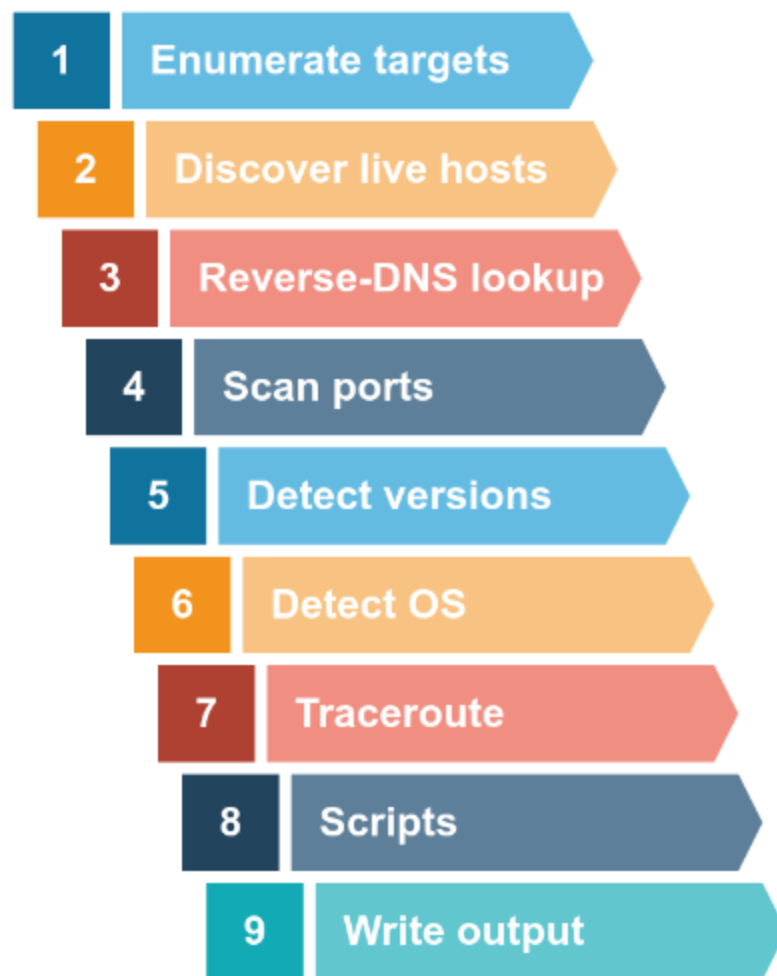 1 Enumerate targets
2 Discover live hosts
3 Reverse-DNS lookup
4 Scan ports
5 Detect versions
6 Detect OS
7 Traceroute
8 Scripts
9 Write output